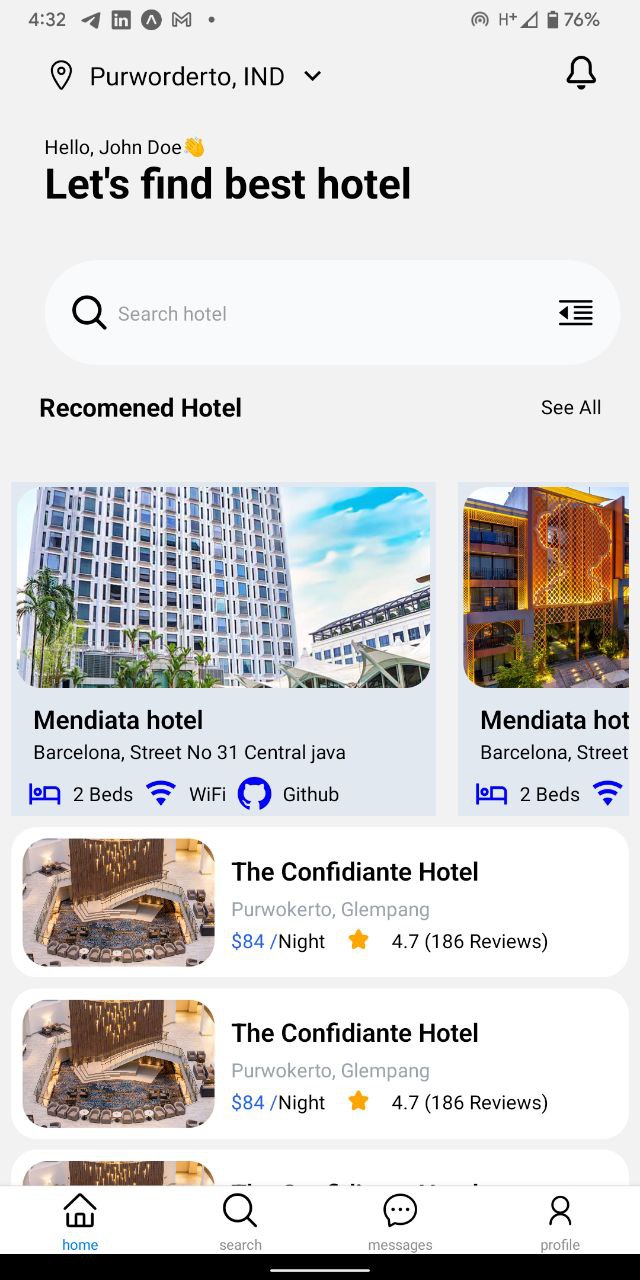 4:32
H+ 76%
Purworderto, IND
Hello, John Doe👋
Let's find best hotel
Search hotel
Recomened Hotel See All
Mendiata hotel Mendiata hot
Barcelona, Street No 31 Central java Barcelona, Street
2 Beds WiFi Github 2 Beds
The Confidiante Hotel
Purwokerto, Glempang
$84 /Night 4.7 (186 Reviews)
The Confidiante Hotel
Purwokerto, Glempang
$84 /Night 4.7 (186 Reviews)
home search messages profile